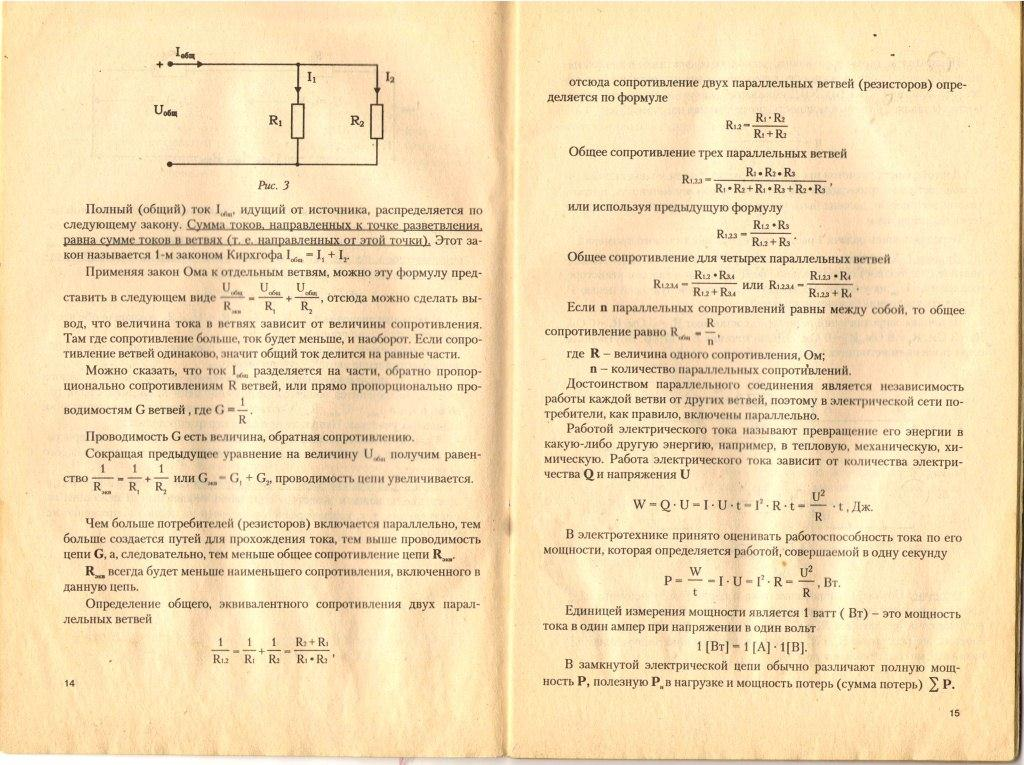 Iобщ
+
I1
I2
Uобщ
R1
R2
Рис. 3
Полный (общий) ток Iобщ, идущий от источника, распределяется по
следующему закону. Сумма токов, направленных к точке разветвления,
равна сумме токов в ветвях (т. е. направленных от этой точки). Этот за-
кон называется 1-м законом Кирхгофа Iобщ = I1 + I2.
Применяя закон Ома к отдельным ветвям, можно эту формулу пред-
ставить в следующем виде Uобщ/Rэкв = Uобщ/R1 + Uобщ/R2, отсюда можно сделать вы-
вод, что величина тока в ветвях зависит от величины сопротивления.
Там где сопротивление больше, ток будет меньше, и наоборот. Если сопро-
тивление ветвей одинаково, значит общий ток делится на равные части.
Можно сказать, что ток Iобщ разделяется на части, обратно пропор-
ционально сопротивлениям R ветвей, или прямо пропорционально про-
водимостям G ветвей , где G = 1/R.
Проводимость G есть величина, обратная сопротивлению.
Сокращая предыдущее уравнение на величину Uобщ получим равен-
ство 1/Rэкв = 1/R1 + 1/R2 или Gэкв = G1 + G2, проводимость цепи увеличивается.
Чем больше потребителей (резисторов) включается параллельно, тем
больше создается путей для прохождения тока, тем выше проводимость
цепи G, а, следовательно, тем меньше общее сопротивление цепи Rэкв.
Rэкв всегда будет меньше наименьшего сопротивления, включенного в
данную цепь.
Определение общего, эквивалентного сопротивления двух парал-
лельных ветвей
1/R1.2 = 1/R1 + 1/R2 = (R2 + R1)/(R1 • R2) ,
14
отсюда сопротивление двух параллельных ветвей (резисторов) опре-
деляется по формуле
R1.2 = (R1 · R2)/(R1 + R2)
Общее сопротивление трех параллельных ветвей
R1,2,3 = (R1 • R2 • R3)/(R1 • R2 + R1 • R3 + R2 • R3) ,
или используя предыдущую формулу
R1,2,3 = (R1,2 • R3)/(R1,2 + R3) .
Общее сопротивление для четырех параллельных ветвей
R1,2,3,4 = (R1,2 • R3,4)/(R1,2 + R3,4) или R1,2,3,4 = (R1,2,3 • R4)/(R1,2,3 + R4) .
Если n параллельных сопротивлений равны между собой, то общее
сопротивление равно Rобщ = R/n,
где R – величина одного сопротивления, Ом;
n – количество параллельных сопротивлений.
Достоинством параллельного соединения является независимость
работы каждой ветви от других ветвей, поэтому в электрической сети по-
требители, как правило, включены параллельно.
Работой электрического тока называют превращение его энергии в
какую-либо другую энергию, например, в тепловую, механическую, хи-
мическую. Работа электрического тока зависит от количества электри-
чества Q и напряжения U
W = Q · U = I · U · t = I² · R · t = U²/R · t , Дж.
В электротехнике принято оценивать работоспособность тока по его
мощности, которая определяется работой, совершаемой в одну секунду
P = W/t = I · U = I² · R = U²/R , Вт.
Единицей измерения мощности является 1 ватт ( Вт) – это мощность
тока в один ампер при напряжении в один вольт
1 [Вт] = 1 [А] · 1[В].
В замкнутой электрической цепи обычно различают полную мощ-
ность P, полезную Pп в нагрузке и мощность потерь (сумма потерь) ∑ P.
15